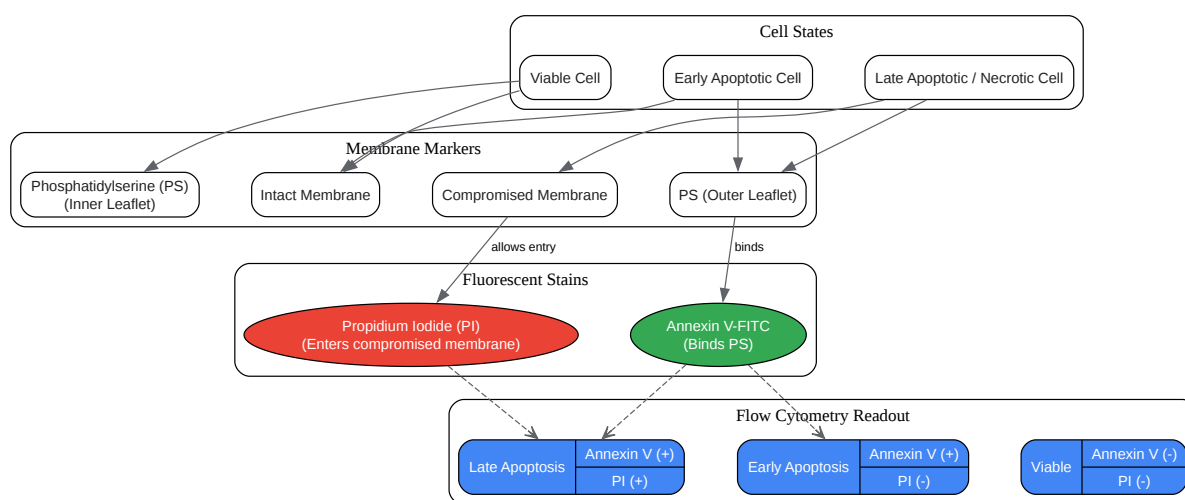 Cell States
Viable Cell
Early Apoptotic Cell
Late Apoptotic / Necrotic Cell
Membrane Markers
Phosphatidylserine (PS)
(Inner Leaflet)
Intact Membrane
Compromised Membrane
PS (Outer Leaflet)
allows entry
binds
Fluorescent Stains
Propidium Iodide (PI)
(Enters compromised membrane)
Annexin V-FITC
(Binds PS)
Flow Cytometry Readout
Late Apoptosis
Annexin V (+)
PI (+)
Early Apoptosis
Annexin V (+)
PI (-)
Viable
Annexin V (-)
PI (-)